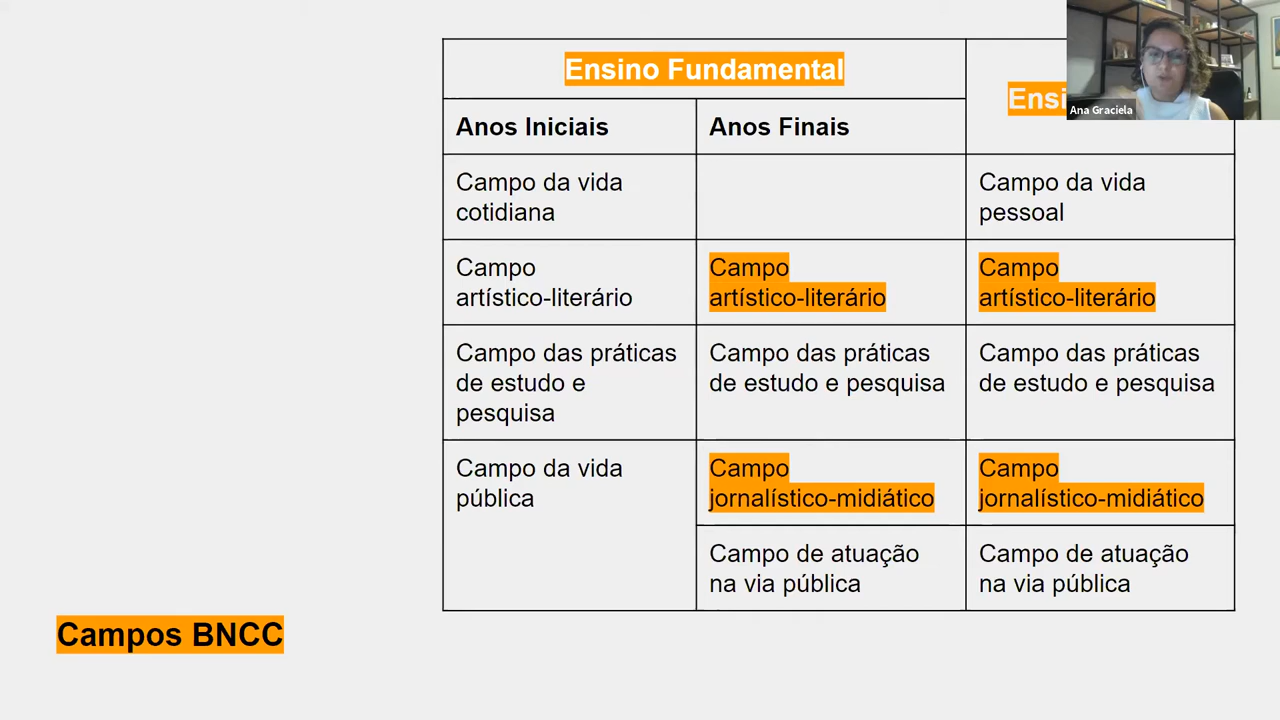 Ensino Fundamental
Anos Iniciais
Anos Finais
Ana Graciela
Campo da vida
cotidiana
Campo da vida
pessoal
Campo
artístico-literário
Campo
artístico-literário
Campo
artístico-literário
Campo das práticas
de estudo e
pesquisa
Campo das práticas
de estudo e pesquisa
Campo das práticas
de estudo e pesquisa
Campo da vida
pública
Campo
jornalístico-midiático
Campo
jornalístico-midiático
Campo de atuação
na via pública
Campo de atuação
na via pública
Campos BNCC